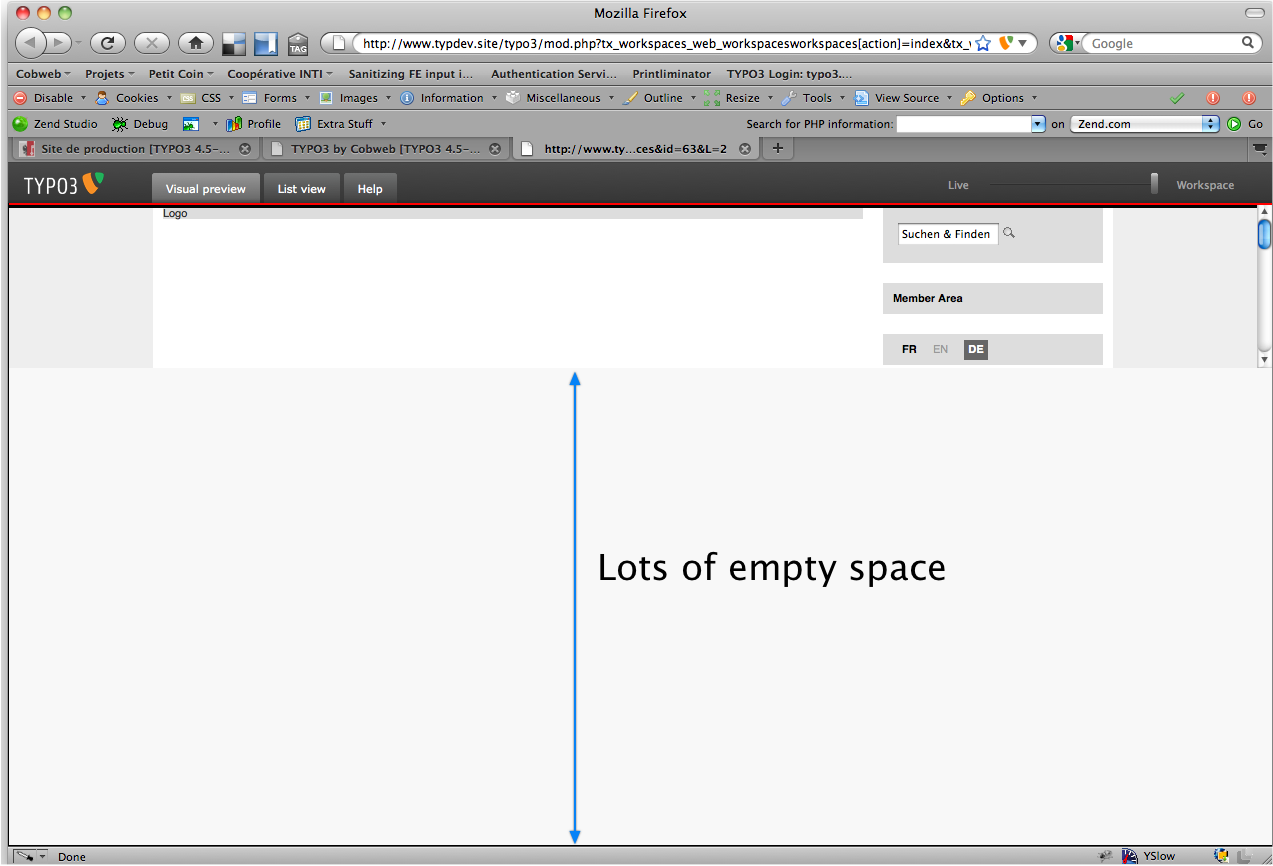 Mozilla Firefox
http://www.typdev.site/typo3/mod.php?tx_workspaces_web_workspacesworkspaces[action]=index&tx_
Google
TAG
Cobweb Projets Petit Coin Coopérative INTI Sanitizing FE input i... Authentication Servi... Printliminator TYPO3 Login: typo3....
Disable Cookies CSS Forms Images Information Miscellaneous Outline Resize Tools View Source Options
Zend Studio Debug Profile Extra Stuff Search for PHP information: on Zend.com Go
Site de production [TYPO3 4.5-... TYPO3 by Cobweb [TYPO3 4.5-... http://www.ty...ces&id=63&L=2
TYPO3 Visual preview List view Help Live Workspace
Logo
Suchen & Finden
Member Area
FR EN DE
Lots of empty space
Done YSlow